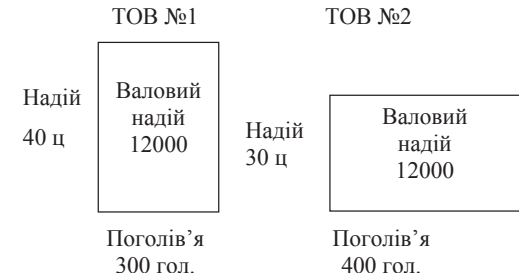 ТОВ №1
ТОВ №2
Надій
40 ц
Валовий
надій
12000
Надій
30 ц
Валовий
надій
12000
Поголів’я
300 гол.
Поголів’я
400 гол.